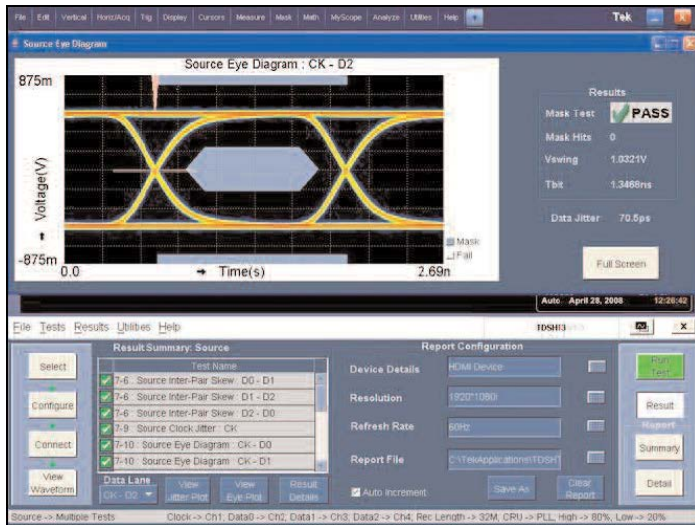 File Edit Vertical Horiz/Acq Trig Display Cursors Measure Mask Math MyScope Analyze Utilities Help Tek
Source Eye Diagram
Source Eye Diagram : CK - D2
875m
Voltage(V)
-875m
0.0
Time(s)
2.69n
Mask
Fail
Results
Mask Test PASS
Mask Hits 0
Vswing 1.0321V
Tbit 1.3468ns
Data Jitter 70.5ps
Full Screen
Auto April 28, 2008 12:26:42
File Tests Results Utilities Help TDSHT3 x
Select
Configure
Connect
View Waveform
Result Summary: Source
Test Name
7-6 : Source Inter-Pair Skew : D0 - D1
7-6 : Source Inter-Pair Skew : D1 - D2
7-6 : Source Inter-Pair Skew : D2 - D0
7-9 : Source Clock Jitter : CK
7-10 : Source Eye Diagram : CK - D0
7-10 : Source Eye Diagram : CK - D1
Data Lane
CK - D2
View Jitter Plot
View Eye Plot
Result Details
Report Configuration
Device Details HDMI Device
Resolution 1920*1080i
Refresh Rate 60Hz
Report File C:\TekApplications\TDSHT
Auto Increment
Save As
Clear Report
Run Test
Result
Report
Summary
Detail
Source -> Multiple Tests Clock -> Ch1, Data0 -> Ch2, Data1 -> Ch3, Data2 -> Ch4, Rec Length -> 32M, CRU -> PLL, High -> 80%, Low -> 20%